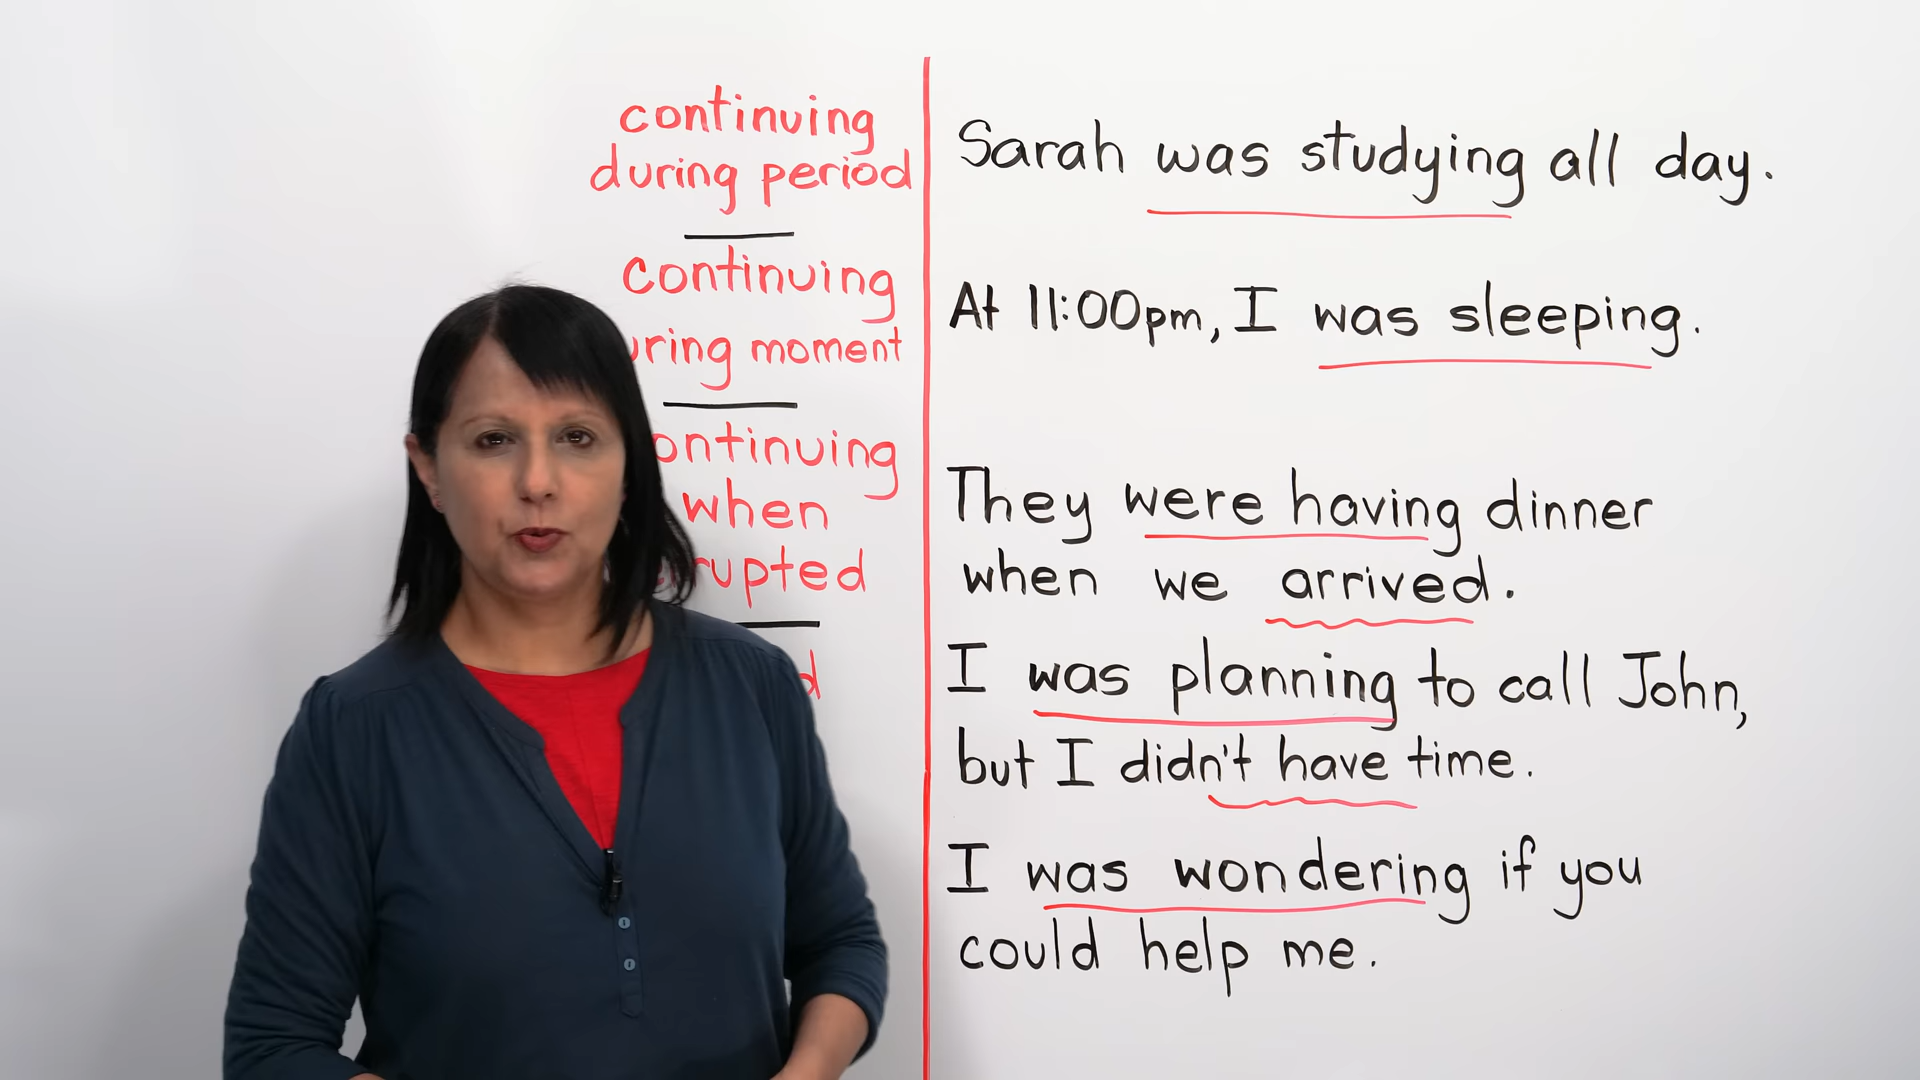 continuing
during period
continuing
moment
when
Sarah was studying all day.
At 11:00pm, I was sleeping.
They were having dinner
when we arrived.
I was planning to call John,
but I didn't have time.
I was wondering if you
could help me.